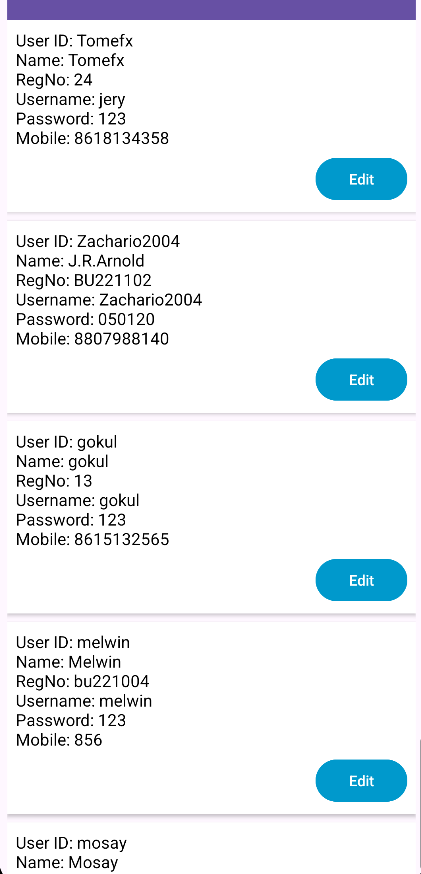 User ID: Tomefx
Name: Tomefx
RegNo: 24
Username: jery
Password: 123
Mobile: 8618134358
Edit
User ID: Zachario2004
Name: J.R.Arnold
RegNo: BU221102
Username: Zachario2004
Password: 050120
Mobile: 8807988140
Edit
User ID: gokul
Name: gokul
RegNo: 13
Username: gokul
Password: 123
Mobile: 8615132565
Edit
User ID: melwin
Name: Melwin
RegNo: bu221004
Username: melwin
Password: 123
Mobile: 856
Edit
User ID: mosay
Name: Mosay